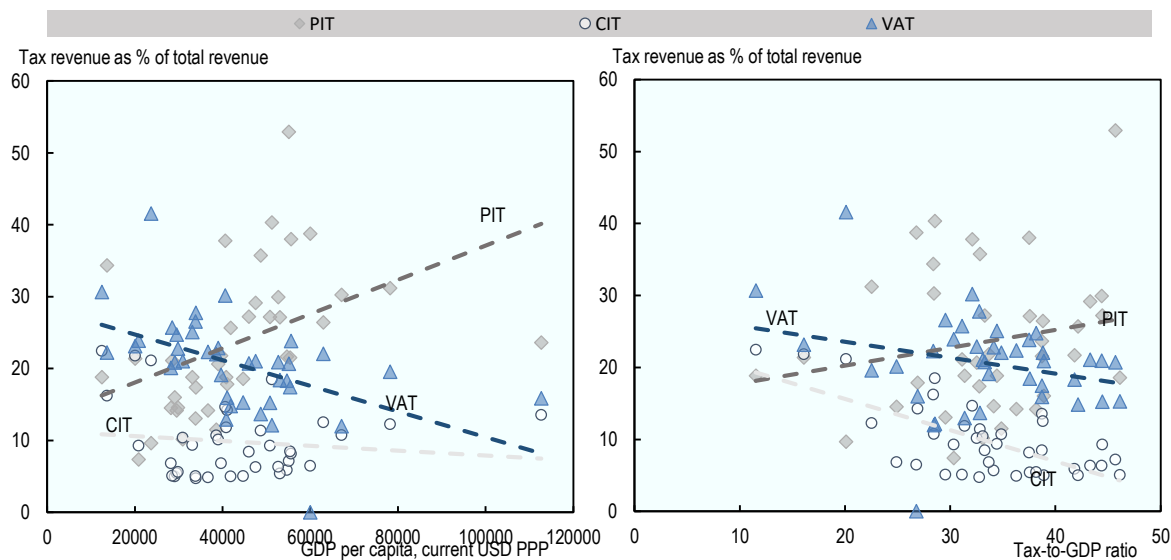 PIT CIT VAT
Tax revenue as % of total revenue
60
50
40
30
20
10
0
PIT
VAT
CIT
0 20000 40000 60000 80000 100000 120000
GDP per capita, current USD PPP
Tax revenue as % of total revenue
60
50
40
30
20
10
0
VAT
PIT
CIT
0 10 20 30 40 50
Tax-to-GDP ratio